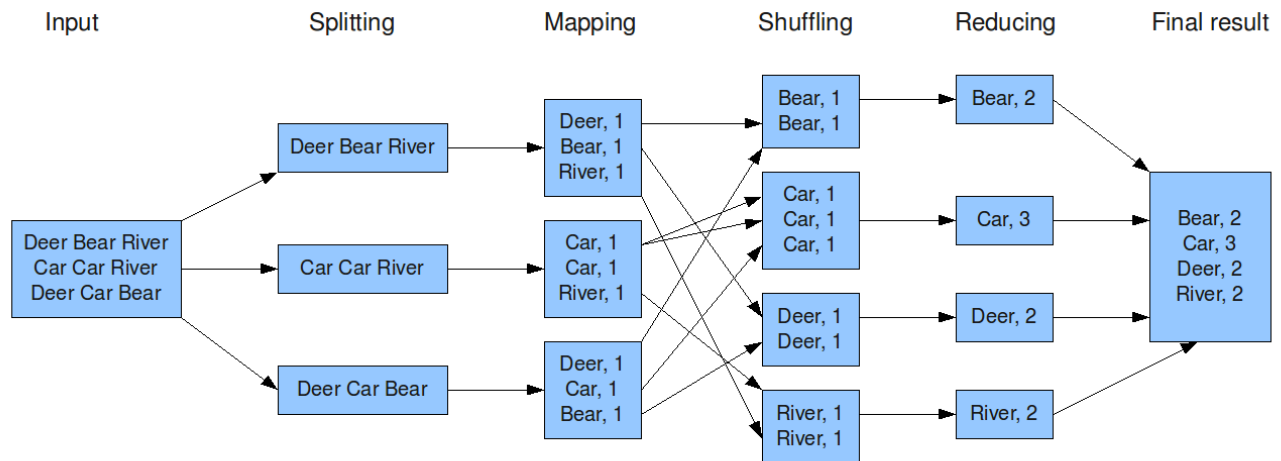 Input
Splitting
Mapping
Shuffling
Reducing
Final result
Deer Bear River
Car Car River
Deer Car Bear
Deer Bear River
Car Car River
Deer Car Bear
Deer, 1
Bear, 1
River, 1
Car, 1
Car, 1
River, 1
Deer, 1
Car, 1
Bear, 1
Bear, 1
Bear, 1
Car, 1
Car, 1
Car, 1
Deer, 1
Deer, 1
River, 1
River, 1
Bear, 2
Car, 3
Deer, 2
River, 2
Bear, 2
Car, 3
Deer, 2
River, 2